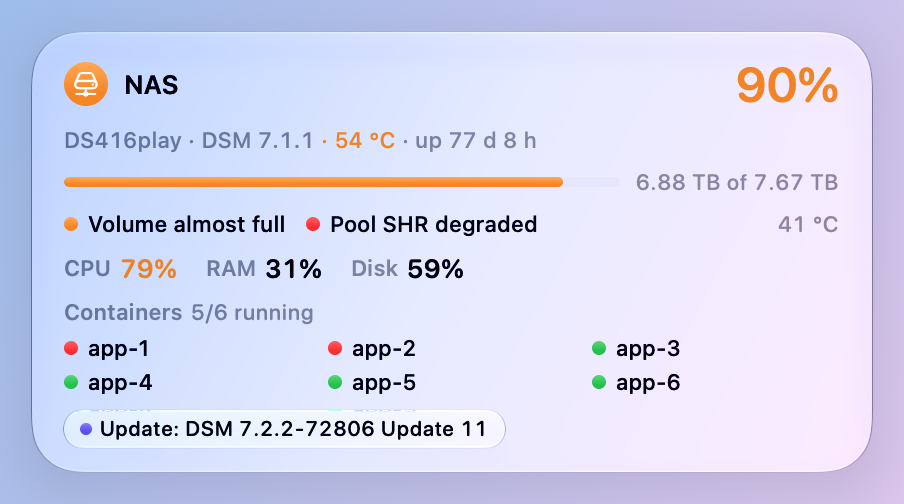 NAS 90%
DS416play · DSM 7.1.1 · 54 °C · up 77 d 8 h
6.88 TB of 7.67 TB
Volume almost full Pool SHR degraded 41 °C
CPU 79% RAM 31% Disk 59%
Containers 5/6 running
app-1 app-2 app-3
app-4 app-5 app-6
Update: DSM 7.2.2-72806 Update 11